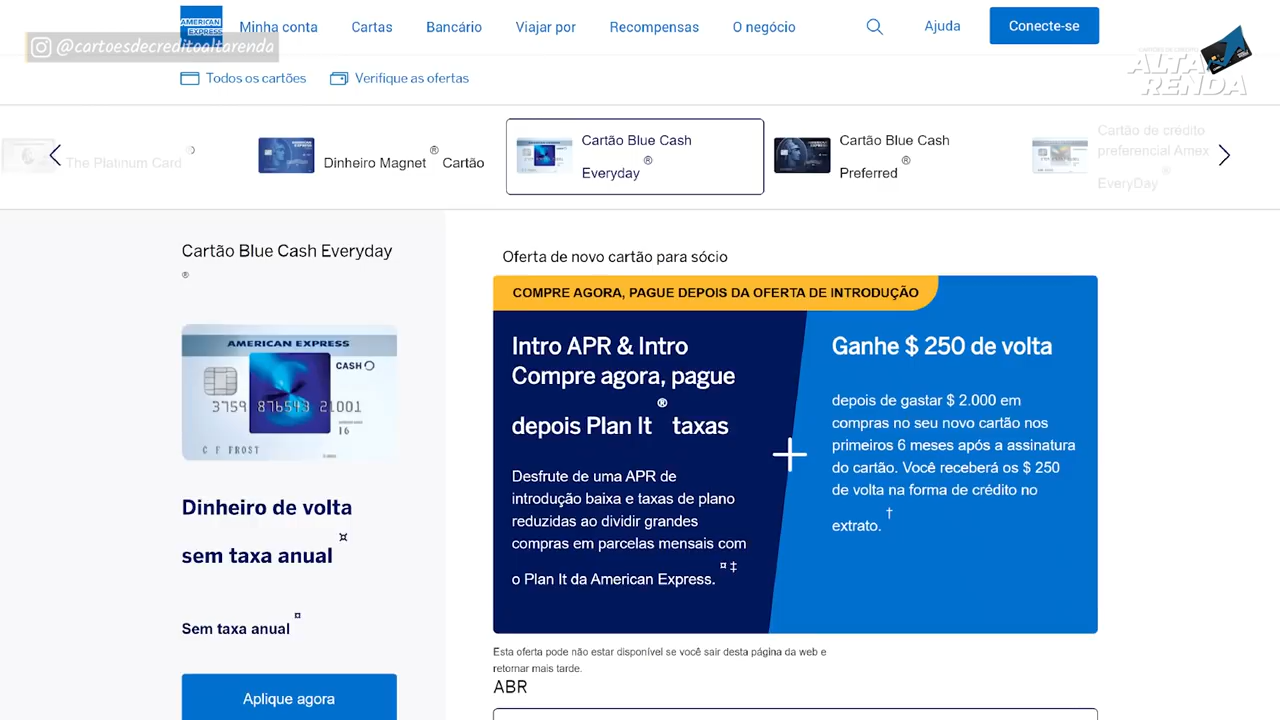 AMERICAN
EXPRESS
Minha conta
Cartas
Bancário
Viajar por
Recompensas
O negócio
Ajuda
Conecte-se
@cartoesdecreditoaltarenda
CARTÕES DE CRÉDITO
ALTA
RENDA
Todos os cartões
Verifique as ofertas
The Platinum Card ®
Dinheiro Magnet ® Cartão
Cartão Blue Cash
Everyday ®
Cartão Blue Cash
Preferred ®
Cartão de crédito
preferencial Amex
EveryDay ®
Cartão Blue Cash Everyday
®
AMERICAN EXPRESS
CASH
3759 876543 21001
16
C F FROST
Dinheiro de volta
sem taxa anual ¤
Sem taxa anual ¤
Aplique agora
Oferta de novo cartão para sócio
COMPRE AGORA, PAGUE DEPOIS DA OFERTA DE INTRODUÇÃO
Intro APR & Intro
Compre agora, pague
depois Plan It ® taxas
Desfrute de uma APR de
introdução baixa e taxas de plano
reduzidas ao dividir grandes
compras em parcelas mensais com
o Plan It da American Express. ¤ ‡
Ganhe $ 250 de volta
depois de gastar $ 2.000 em
compras no seu novo cartão nos
primeiros 6 meses após a assinatura
do cartão. Você receberá os $ 250
de volta na forma de crédito no
extrato. †
Esta oferta pode não estar disponível se você sair desta página da web e
retornar mais tarde.
ABR